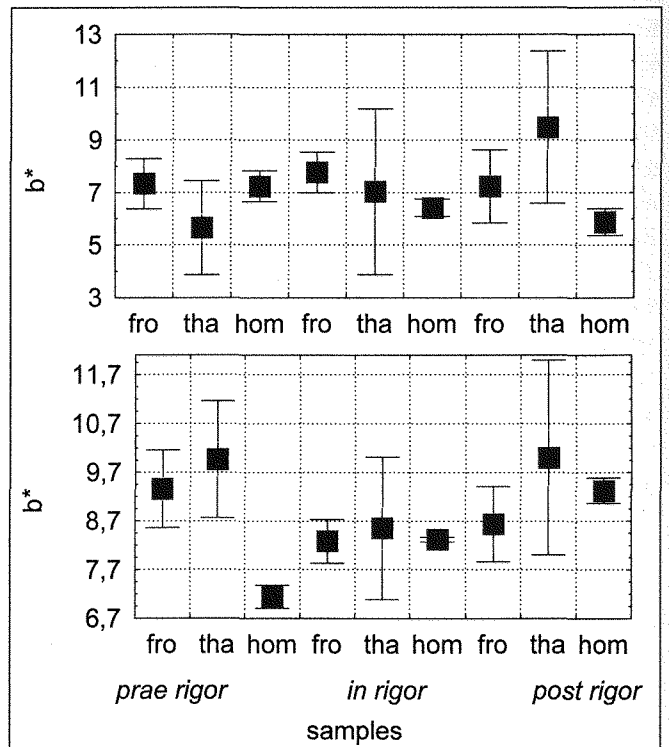 13
11
9
b*
7
5
3
fro tha hom fro tha hom fro tha hom
11,7
10,7
9,7
b*
8,7
7,7
6,7
fro tha hom fro tha hom fro tha hom
prae rigor in rigor post rigor
samples